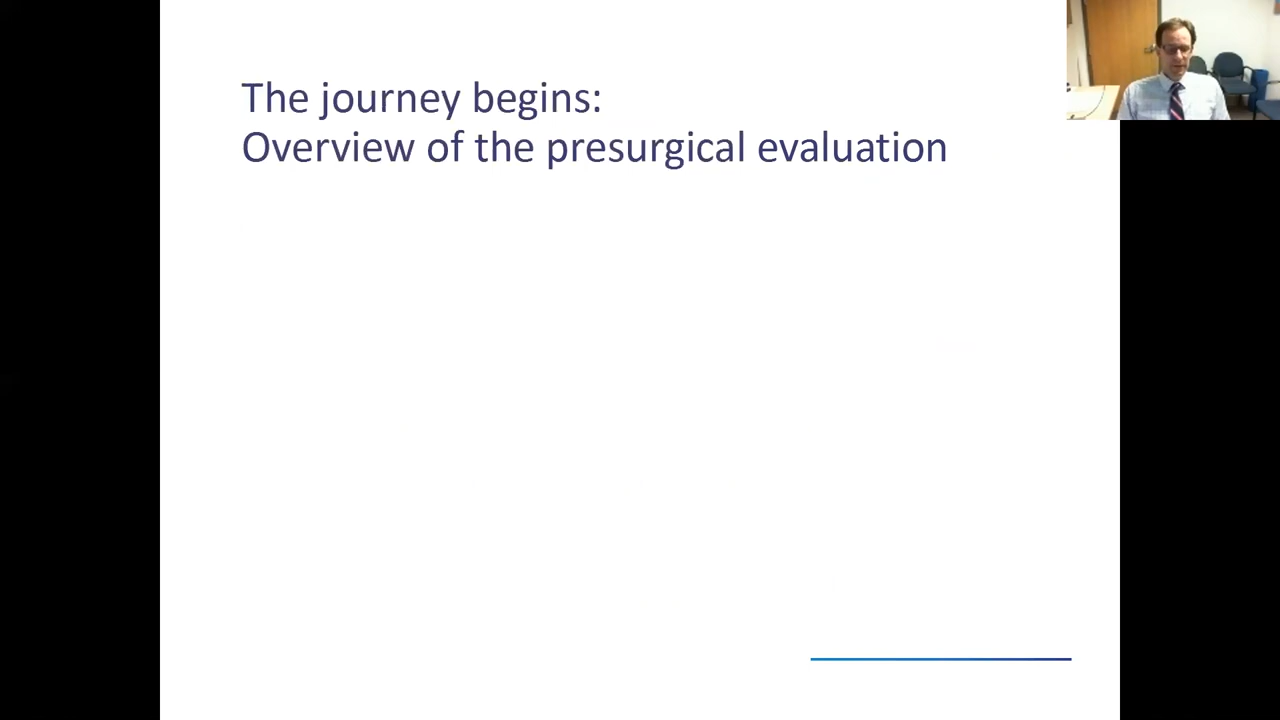 The journey begins:
Overview of the presurgical evaluation